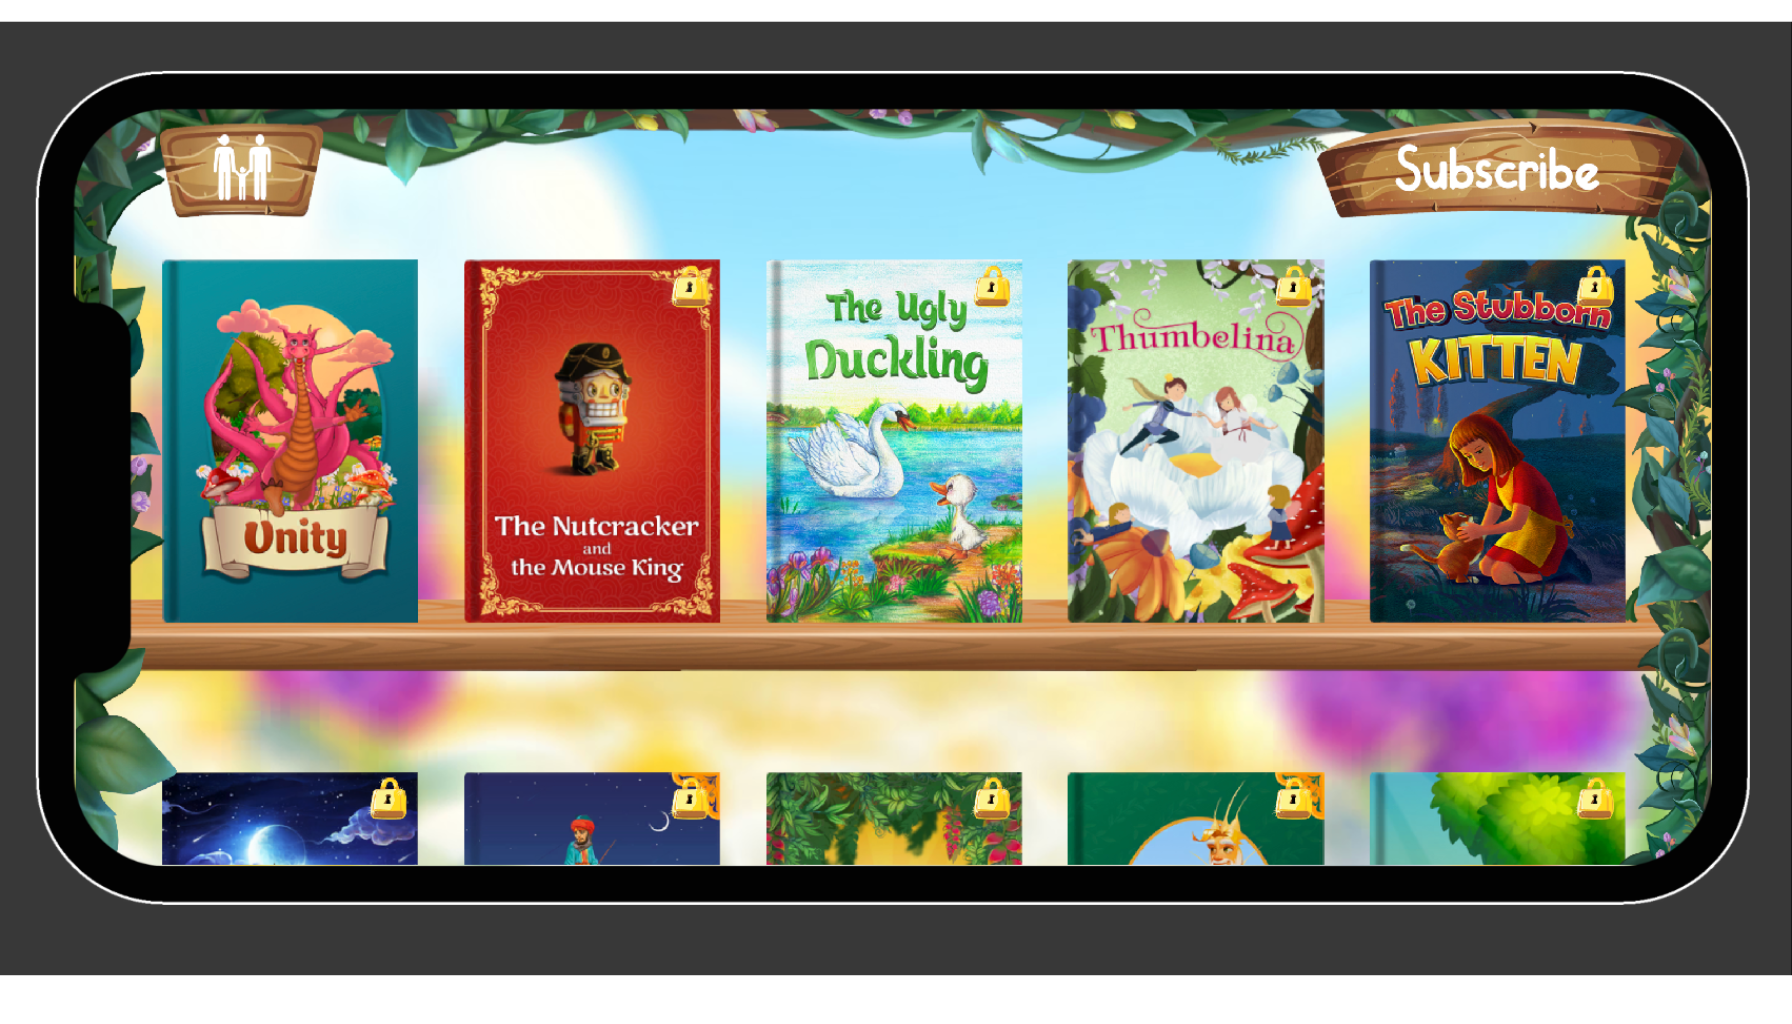 Subscribe
Unity
The Nutcracker
and
the Mouse King
The Ugly
Duckling
Thumbelina
The Stubborn
KITTEN